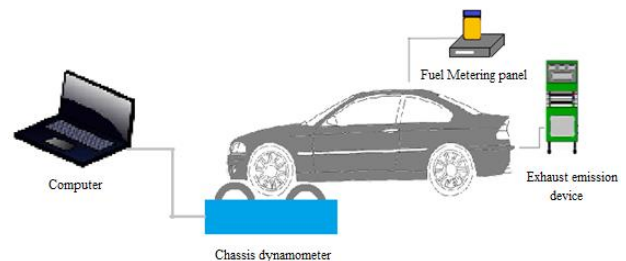 Fuel Metering panel
Computer
Exhaust emission
device
Chassis dynamometer